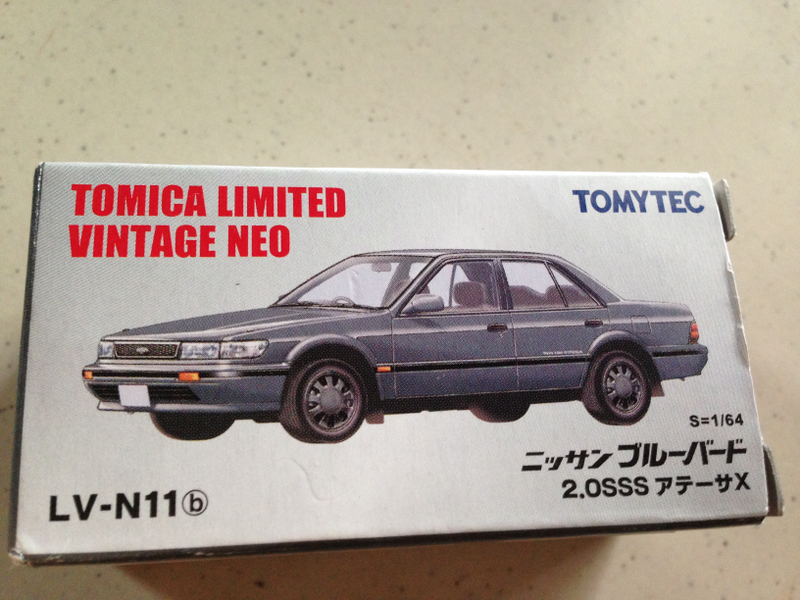 TOMICA LIMITED
VINTAGE NEO
TOMYTEC
S=1/64
ニッサン ブルーバード
2.0SSS アテーサX
LV-N11ⓑ